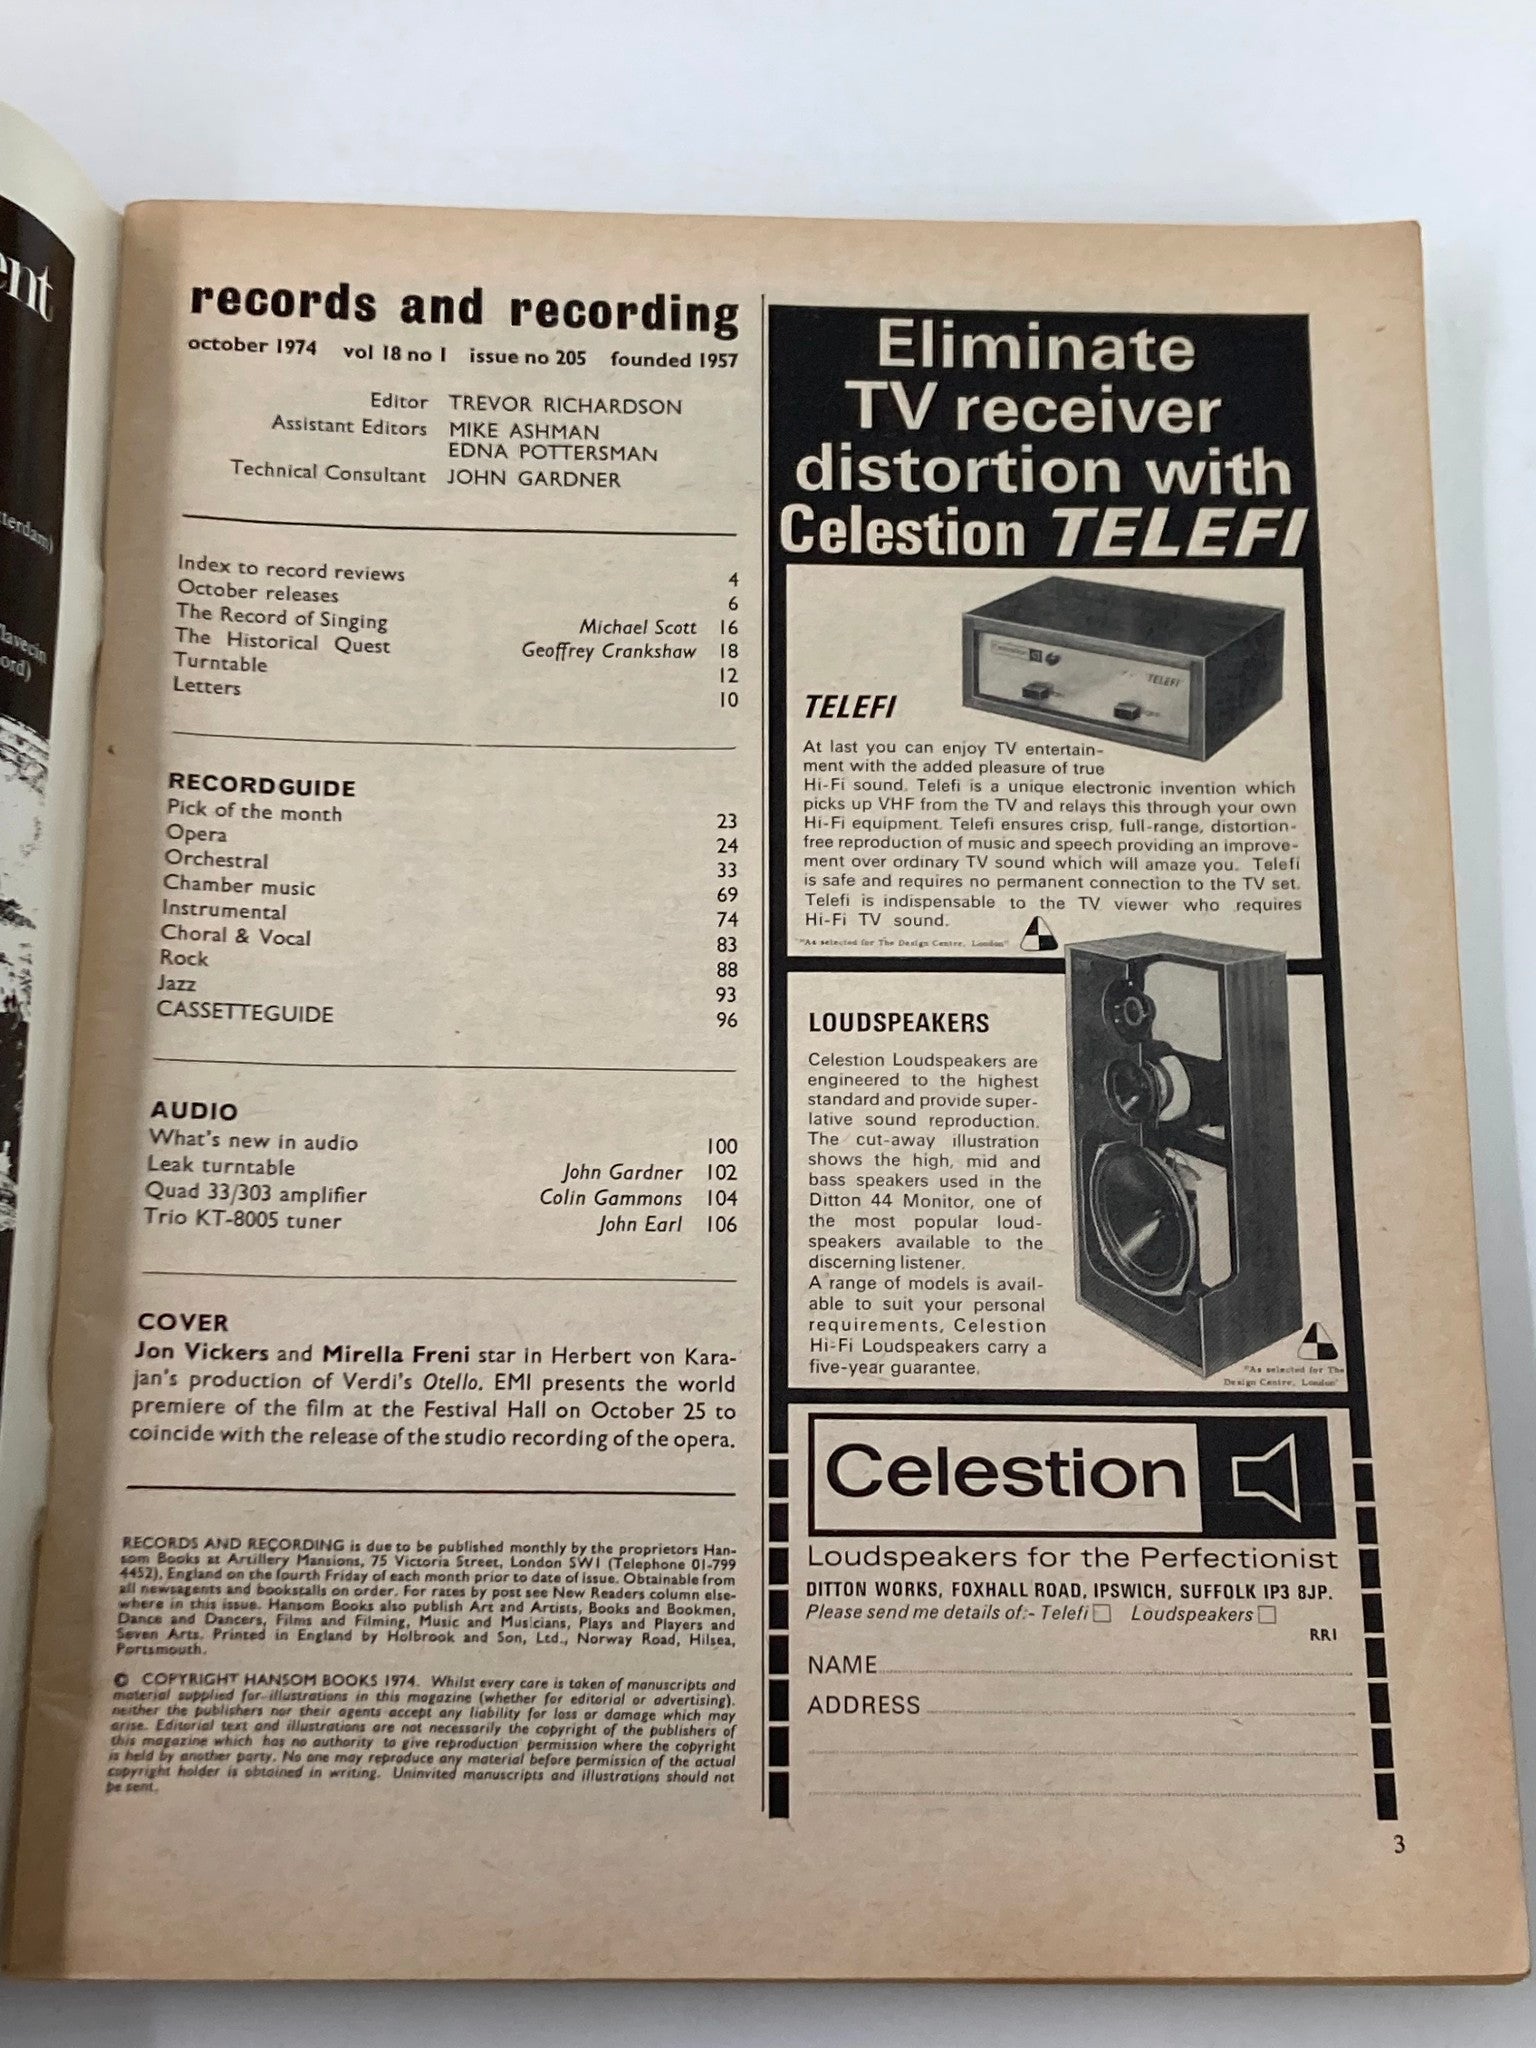 ent
terdam)
lavecin
ord)
records and recording
october 1974 vol 18 no 1 issue no 205 founded 1957
Editor TREVOR RICHARDSON
Assistant Editors MIKE ASHMAN
EDNA POTTERSMAN
Technical Consultant JOHN GARDNER
Index to record reviews 4
October releases 6
The Record of Singing Michael Scott 16
The Historical Quest Geoffrey Crankshaw 18
Turntable 12
Letters 10
RECORDGUIDE
Pick of the month 23
Opera 24
Orchestral 33
Chamber music 69
Instrumental 74
Choral & Vocal 83
Rock 88
Jazz 93
CASSETTEGUIDE 96
AUDIO
What's new in audio 100
Leak turntable John Gardner 102
Quad 33/303 amplifier Colin Gammons 104
Trio KT-8005 tuner John Earl 106
COVER
Jon Vickers and Mirella Freni star in Herbert von Kara-
jan's production of Verdi's Otello. EMI presents the world
premiere of the film at the Festival Hall on October 25 to
coincide with the release of the studio recording of the opera.
RECORDS AND RECORDING is due to be published monthly by the proprietors Han-
som Books at Artillery Mansions, 75 Victoria Street, London SW1 (Telephone 01-799
4452), England on the fourth Friday of each month prior to date of issue. Obtainable from
all newsagents and bookstalls on order. For rates by post see New Readers column else-
where in this issue. Hansom Books also publish Art and Artists, Books and Bookmen,
Dance and Dancers, Films and Filming, Music and Musicians, Plays and Players and
Seven Arts. Printed in England by Holbrook and Son, Ltd., Norway Road, Hilsea,
Portsmouth.
© COPYRIGHT HANSOM BOOKS 1974. Whilst every care is taken of manuscripts and
material supplied for illustrations in this magazine (whether for editorial or advertising).
neither the publishers nor their agents accept any liability for loss or damage which may
arise. Editorial text and illustrations are not necessarily the copyright of the publishers of
this magazine which has no authority to give reproduction permission where the copyright
is held by another party. No one may reproduce any material before permission of the actual
copyright holder is obtained in writing. Uninvited manuscripts and illustrations should not
be sent.
Eliminate
TV receiver
distortion with
Celestion TELEFI
Celestion
TELEFI
TELEFI
At last you can enjoy TV entertain-
ment with the added pleasure of true
Hi-Fi sound. Telefi is a unique electronic invention which
picks up VHF from the TV and relays this through your own
Hi-Fi equipment. Telefi ensures crisp, full-range, distortion-
free reproduction of music and speech providing an improve-
ment over ordinary TV sound which will amaze you. Telefi
is safe and requires no permanent connection to the TV set.
Telefi is indispensable to the TV viewer who requires
Hi-Fi TV sound.
"As selected for The Design Centre, London"
LOUDSPEAKERS
Celestion Loudspeakers are
engineered to the highest
standard and provide super-
lative sound reproduction.
The cut-away illustration
shows the high, mid and
bass speakers used in the
Ditton 44 Monitor, one of
the most popular loud-
speakers available to the
discerning listener.
A range of models is avail-
able to suit your personal
requirements, Celestion
Hi-Fi Loudspeakers carry a
five-year guarantee.
"As selected for The
Design Centre, London"
Celestion
Loudspeakers for the Perfectionist
DITTON WORKS, FOXHALL ROAD, IPSWICH, SUFFOLK IP3 8JP.
Please send me details of:- Telefi Loudspeakers
RR1
NAME
ADDRESS
3